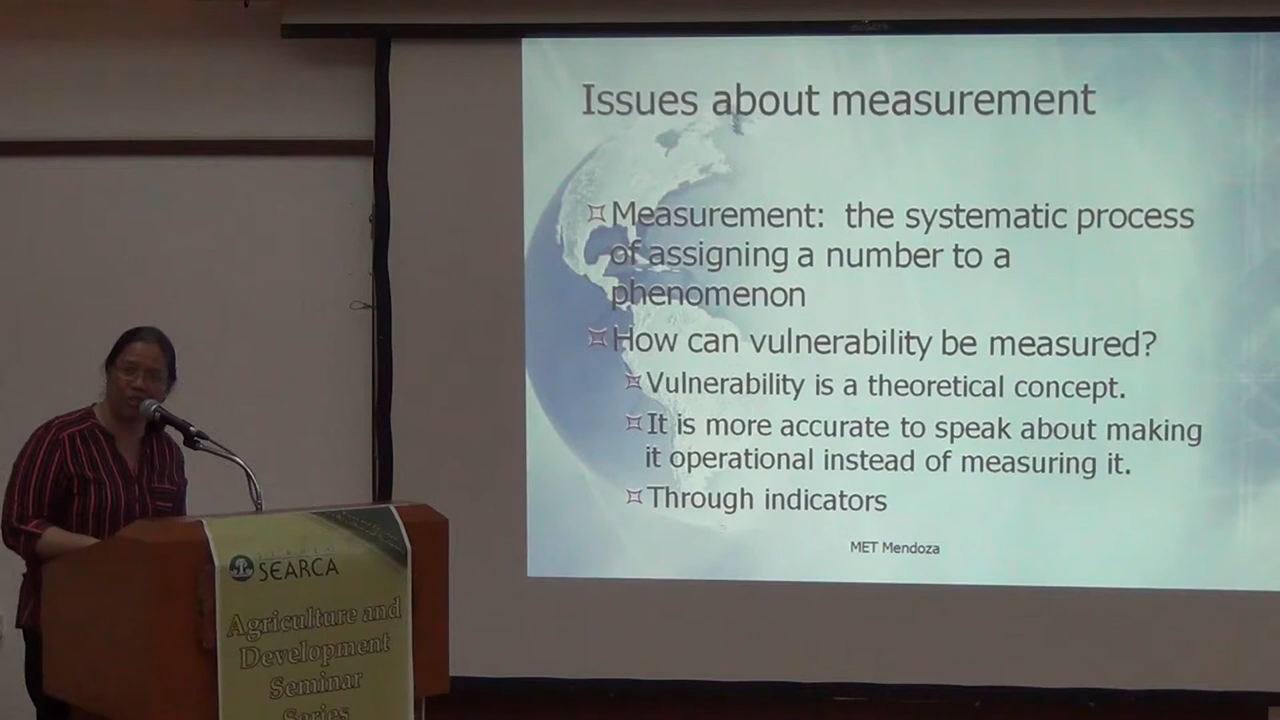 Issues about measurement
Measurement: the systematic process
of assigning a number to a
phenomenon
How can vulnerability be measured?
Vulnerability is a theoretical concept.
It is more accurate to speak about making
it operational instead of measuring it.
Through indicators
MET Mendoza
SEARCA
Agriculture and
Development
Seminar
Series